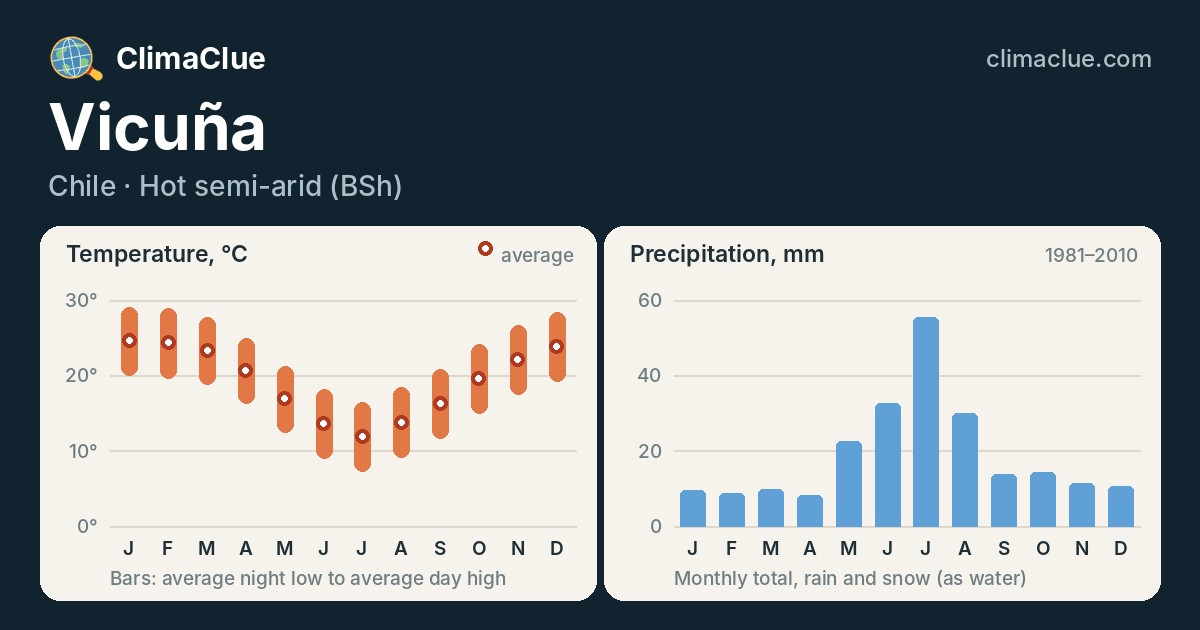 ClimaClue
climaclue.com
Vicuña
Chile · Hot semi-arid (BSh)
Temperature, °C
average
30°
20°
10°
0°
J F M A M J J A S O N D
Bars: average night low to average day high
Precipitation, mm
1981–2010
60
40
20
0
J F M A M J J A S O N D
Monthly total, rain and snow (as water)